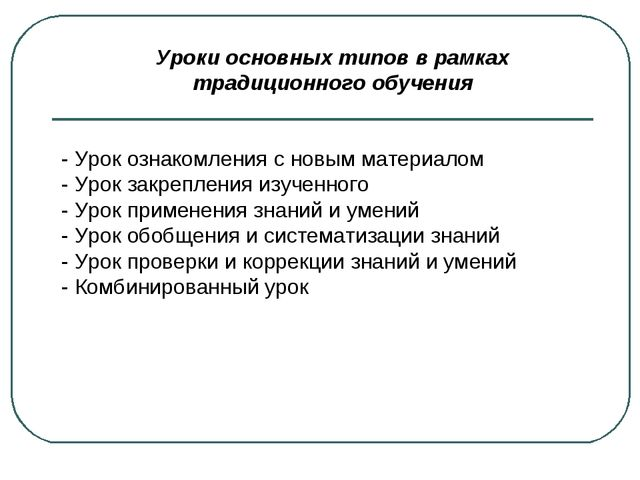 Уроки основных типов в рамках
традиционного обучения
- Урок ознакомления с новым материалом
- Урок закрепления изученного
- Урок применения знаний и умений
- Урок обобщения и систематизации знаний
- Урок проверки и коррекции знаний и умений
- Комбинированный урок